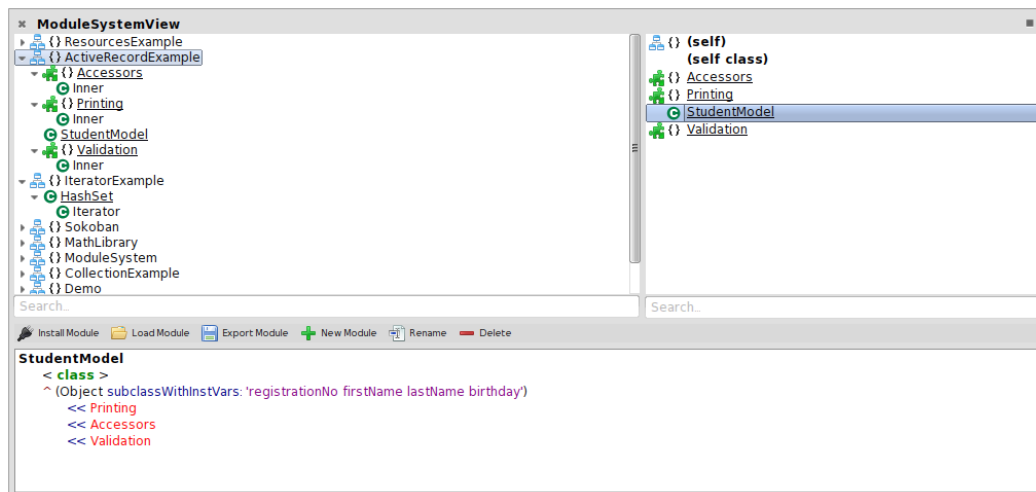 ModuleSystemView
{} ResourcesExample
{} ActiveRecordExample
{} Accessors
Inner
{} Printing
Inner
StudentModel
{} Validation
Inner
{} IteratorExample
HashSet
Iterator
{} Sokoban
{} MathLibrary
{} ModuleSystem
{} CollectionExample
{} Demo
Search..
{} (self)
(self class)
{} Accessors
{} Printing
StudentModel
{} Validation
Search..
Install Module Load Module Export Module New Module Rename Delete
StudentModel
< class >
^ (Object subclassWithInstVars: 'registrationNo firstName lastName birthday')
<< Printing
<< Accessors
<< Validation